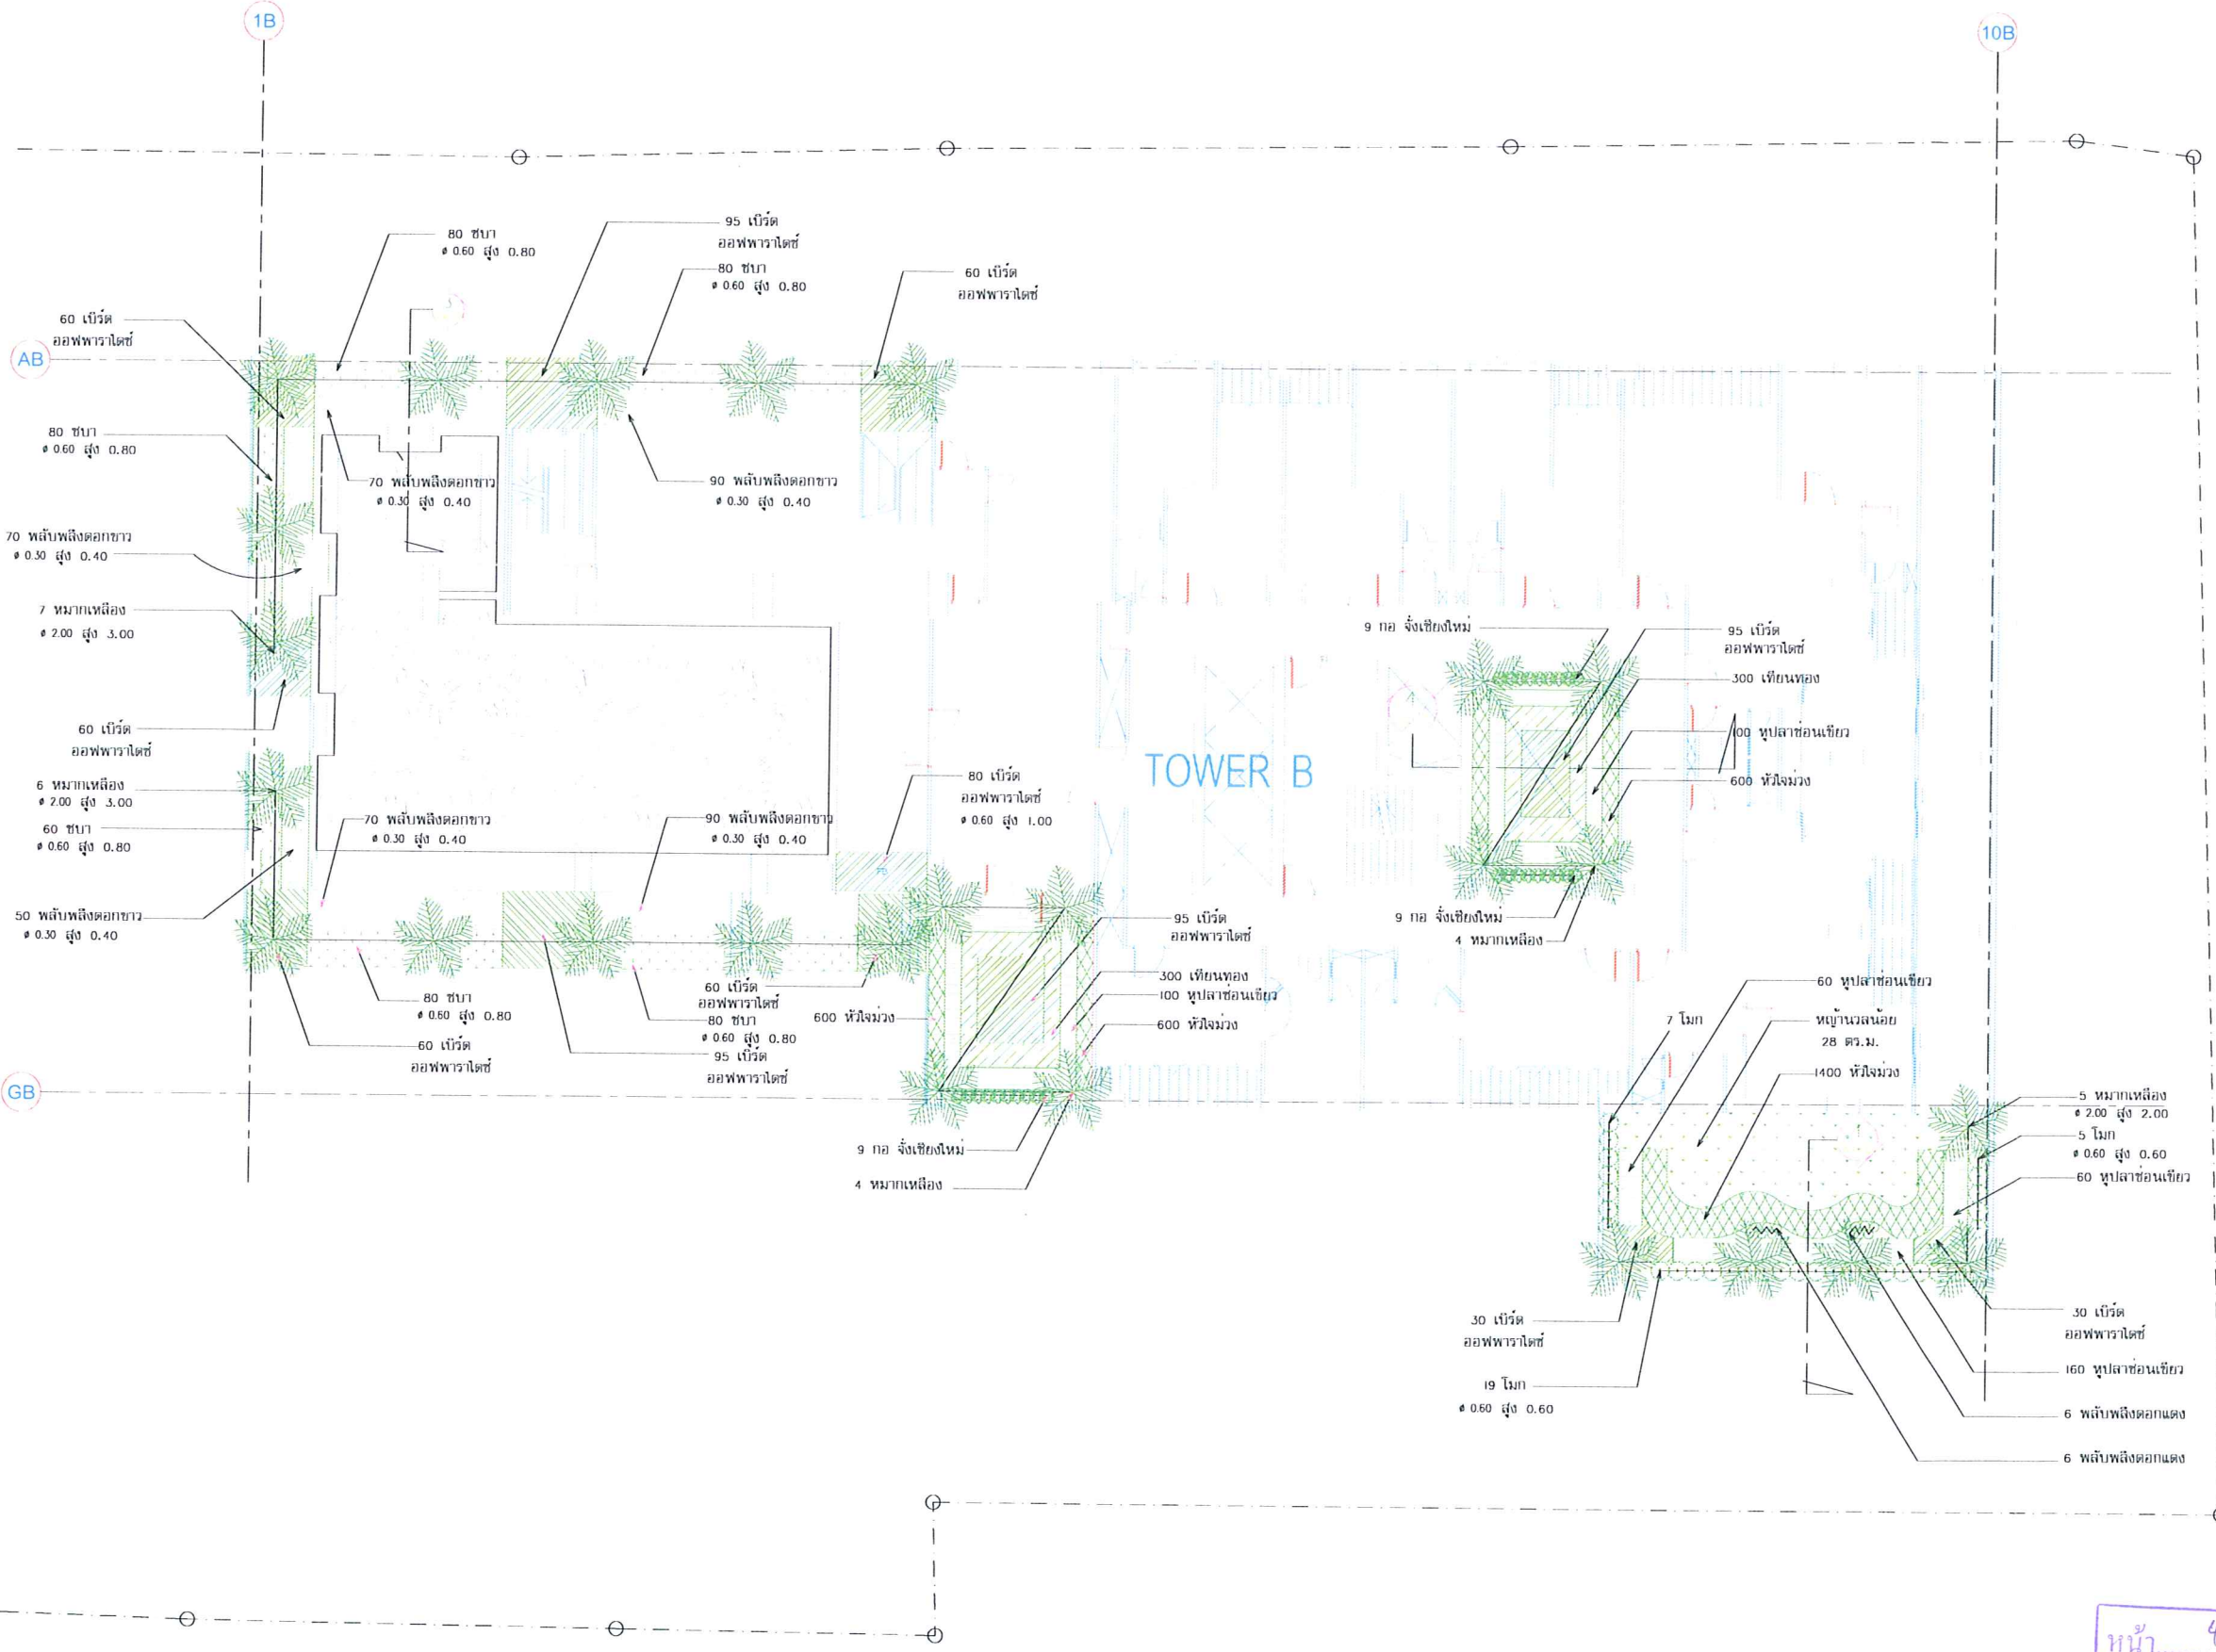 1B
10B
80 ชบา
ø 0.60 สูง 0.80
95 เบิร์ด
ออฟพาราไดซ์
80 ชบา
ø 0.60 สูง 0.80
60 เบิร์ด
ออฟพาราไดซ์
60 เบิร์ด
ออฟพาราไดซ์
AB
80 ชบา
ø 0.60 สูง 0.80
70 พลับพลึงดอกขาว
ø 0.30 สูง 0.40
90 พลับพลึงดอกขาว
ø 0.30 สูง 0.40
70 พลับพลึงดอกขาว
ø 0.30 สูง 0.40
7 หมากเหลือง
ø 2.00 สูง 3.00
9 กอ จั๋งเชียงใหม่
95 เบิร์ด
ออฟพาราไดซ์
300 เทียนทอง
100 หูปลาช่อนเขียว
600 หัวใจม่วง
60 เบิร์ด
ออฟพาราไดซ์
TOWER B
6 หมากเหลือง
ø 2.00 สูง 3.00
60 ชบา
ø 0.60 สูง 0.80
70 พลับพลึงดอกขาว
ø 0.30 สูง 0.40
90 พลับพลึงดอกขาว
ø 0.30 สูง 0.40
80 เบิร์ด
ออฟพาราไดซ์
ø 0.60 สูง 1.00
50 พลับพลึงดอกขาว
ø 0.30 สูง 0.40
9 กอ จั๋งเชียงใหม่
4 หมากเหลือง
95 เบิร์ด
ออฟพาราไดซ์
300 เทียนทอง
100 หูปลาช่อนเขียว
600 หัวใจม่วง
80 ชบา
ø 0.60 สูง 0.80
60 เบิร์ด
ออฟพาราไดซ์
60 เบิร์ด
ออฟพาราไดซ์
80 ชบา
ø 0.60 สูง 0.80
95 เบิร์ด
ออฟพาราไดซ์
600 หัวใจม่วง
7 โมก
60 หูปลาช่อนเขียว
หญ้านวลน้อย
28 ตร.ม.
1400 หัวใจม่วง
GB
5 หมากเหลือง
ø 2.00 สูง 2.00
5 โมก
ø 0.60 สูง 0.60
60 หูปลาช่อนเขียว
9 กอ จั๋งเชียงใหม่
4 หมากเหลือง
30 เบิร์ด
ออฟพาราไดซ์
19 โมก
ø 0.60 สูง 0.60
30 เบิร์ด
ออฟพาราไดซ์
160 หูปลาช่อนเขียว
6 พลับพลึงดอกแดง
6 พลับพลึงดอกแดง
หน้า